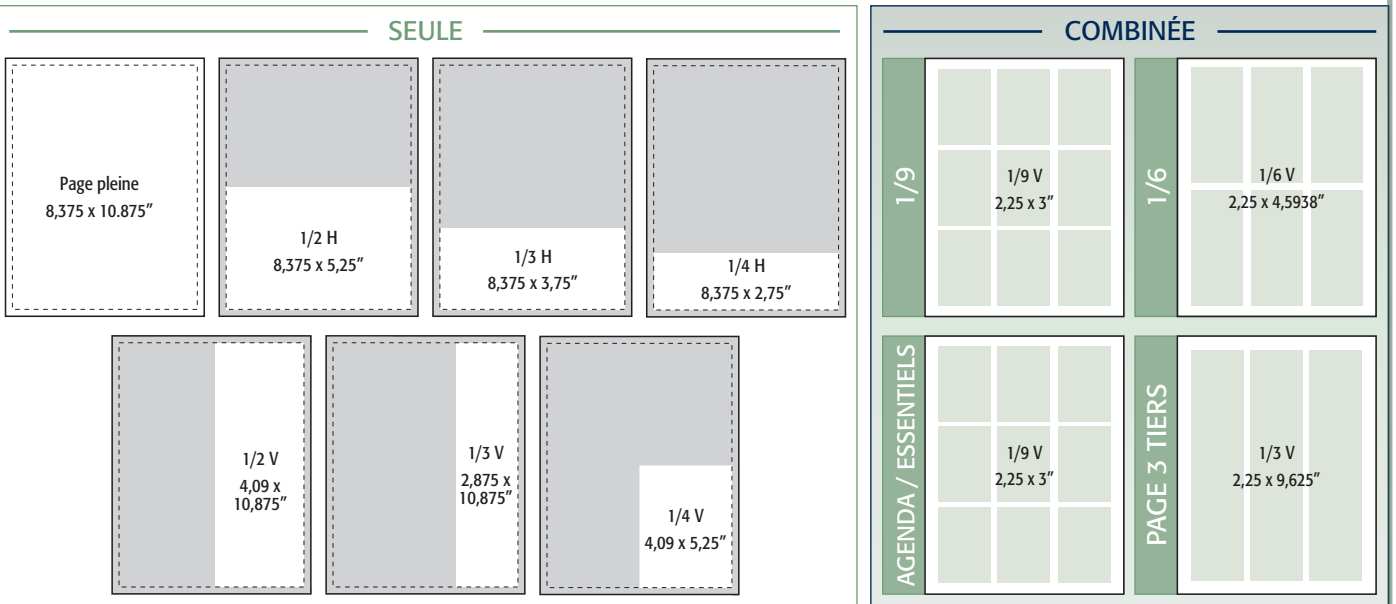 SEULE
Page pleine
8,375 x 10.875”
1/2 H
8,375 x 5,25”
1/3 H
8,375 x 3,75”
1/4 H
8,375 x 2,75”
1/2 V
4,09 x
10,875”
1/3 V
2,875 x
10,875”
1/4 V
4,09 x 5,25”
COMBINÉE
1/9
1/9 V
2,25 x 3”
1/6
1/6 V
2,25 x 4,5938”
AGENDA / ESSENTIELS
1/9 V
2,25 x 3”
PAGE 3 TIERS
1/3 V
2,25 x 9,625”